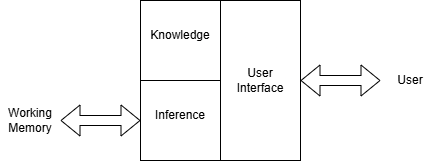 Knowledge
User
Interface
User
Inference
Working
Memory